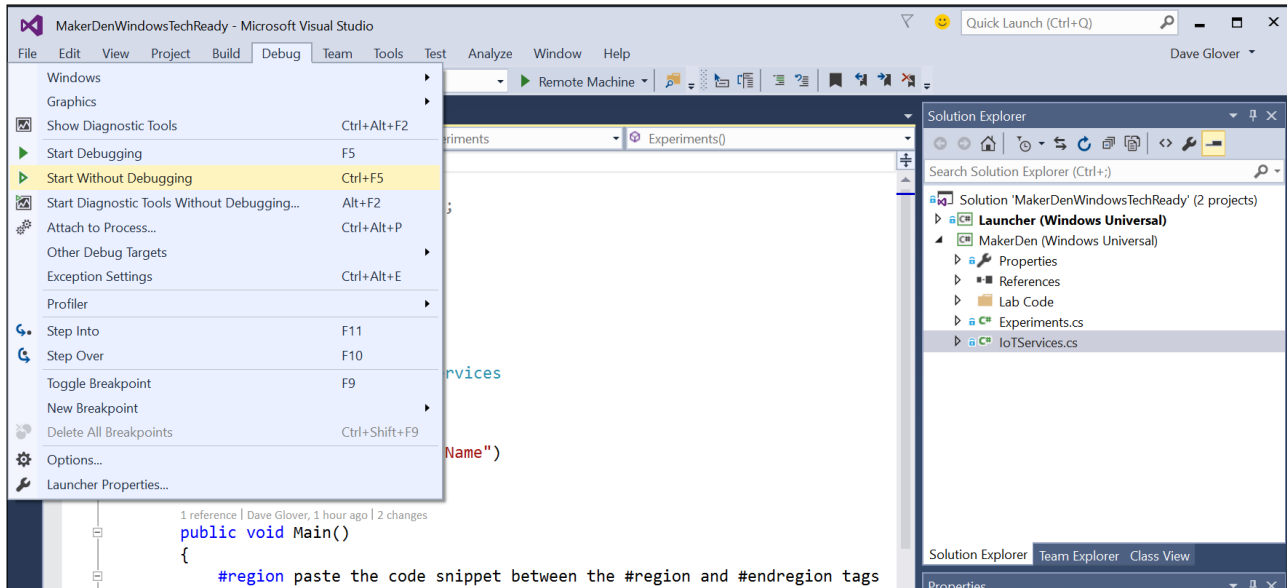 MakerDenWindowsTechReady - Microsoft Visual Studio
Quick Launch (Ctrl+Q)
File Edit View Project Build Debug Team Tools Test Analyze Window Help
Dave Glover
Remote Machine
Windows
Graphics
Show Diagnostic Tools Ctrl+Alt+F2
Start Debugging F5
Start Without Debugging Ctrl+F5
Start Diagnostic Tools Without Debugging... Alt+F2
Attach to Process... Ctrl+Alt+P
Other Debug Targets
Exception Settings Ctrl+Alt+E
Profiler
Step Into F11
Step Over F10
Toggle Breakpoint F9
New Breakpoint
Delete All Breakpoints Ctrl+Shift+F9
Options...
Launcher Properties...
eriments
Experiments()
;
rvices
Name")
1 reference | Dave Glover, 1 hour ago | 2 changes
public void Main()
{
#region paste the code snippet between the #region and #endregion tags
Solution Explorer
Search Solution Explorer (Ctrl+;)
Solution 'MakerDenWindowsTechReady' (2 projects)
C# Launcher (Windows Universal)
C# MakerDen (Windows Universal)
Properties
References
Lab Code
C# Experiments.cs
C# IoTServices.cs
Solution Explorer Team Explorer Class View
Properties